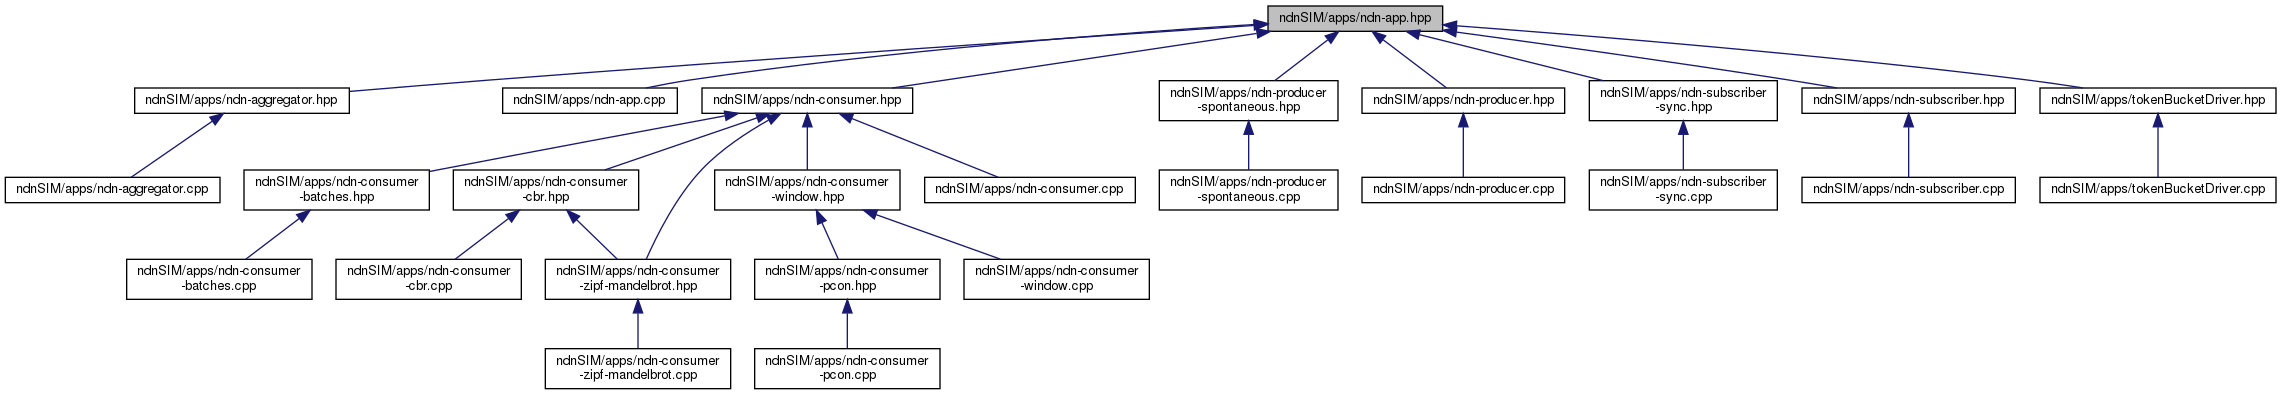 ndnSIM/apps/ndn-app.hpp
ndnSIM/apps/ndn-aggregator.hpp
ndnSIM/apps/ndn-app.cpp
ndnSIM/apps/ndn-consumer.hpp
ndnSIM/apps/ndn-producer
-spontaneous.hpp
ndnSIM/apps/ndn-producer.hpp
ndnSIM/apps/ndn-subscriber
-sync.hpp
ndnSIM/apps/ndn-subscriber.hpp
ndnSIM/apps/tokenBucketDriver.hpp
ndnSIM/apps/ndn-aggregator.cpp
ndnSIM/apps/ndn-consumer
-batches.hpp
ndnSIM/apps/ndn-consumer
-cbr.hpp
ndnSIM/apps/ndn-consumer
-window.hpp
ndnSIM/apps/ndn-consumer.cpp
ndnSIM/apps/ndn-producer
-spontaneous.cpp
ndnSIM/apps/ndn-producer.cpp
ndnSIM/apps/ndn-subscriber
-sync.cpp
ndnSIM/apps/ndn-subscriber.cpp
ndnSIM/apps/tokenBucketDriver.cpp
ndnSIM/apps/ndn-consumer
-batches.cpp
ndnSIM/apps/ndn-consumer
-cbr.cpp
ndnSIM/apps/ndn-consumer
-zipf-mandelbrot.hpp
ndnSIM/apps/ndn-consumer
-pcon.hpp
ndnSIM/apps/ndn-consumer
-window.cpp
ndnSIM/apps/ndn-consumer
-zipf-mandelbrot.cpp
ndnSIM/apps/ndn-consumer
-pcon.cpp